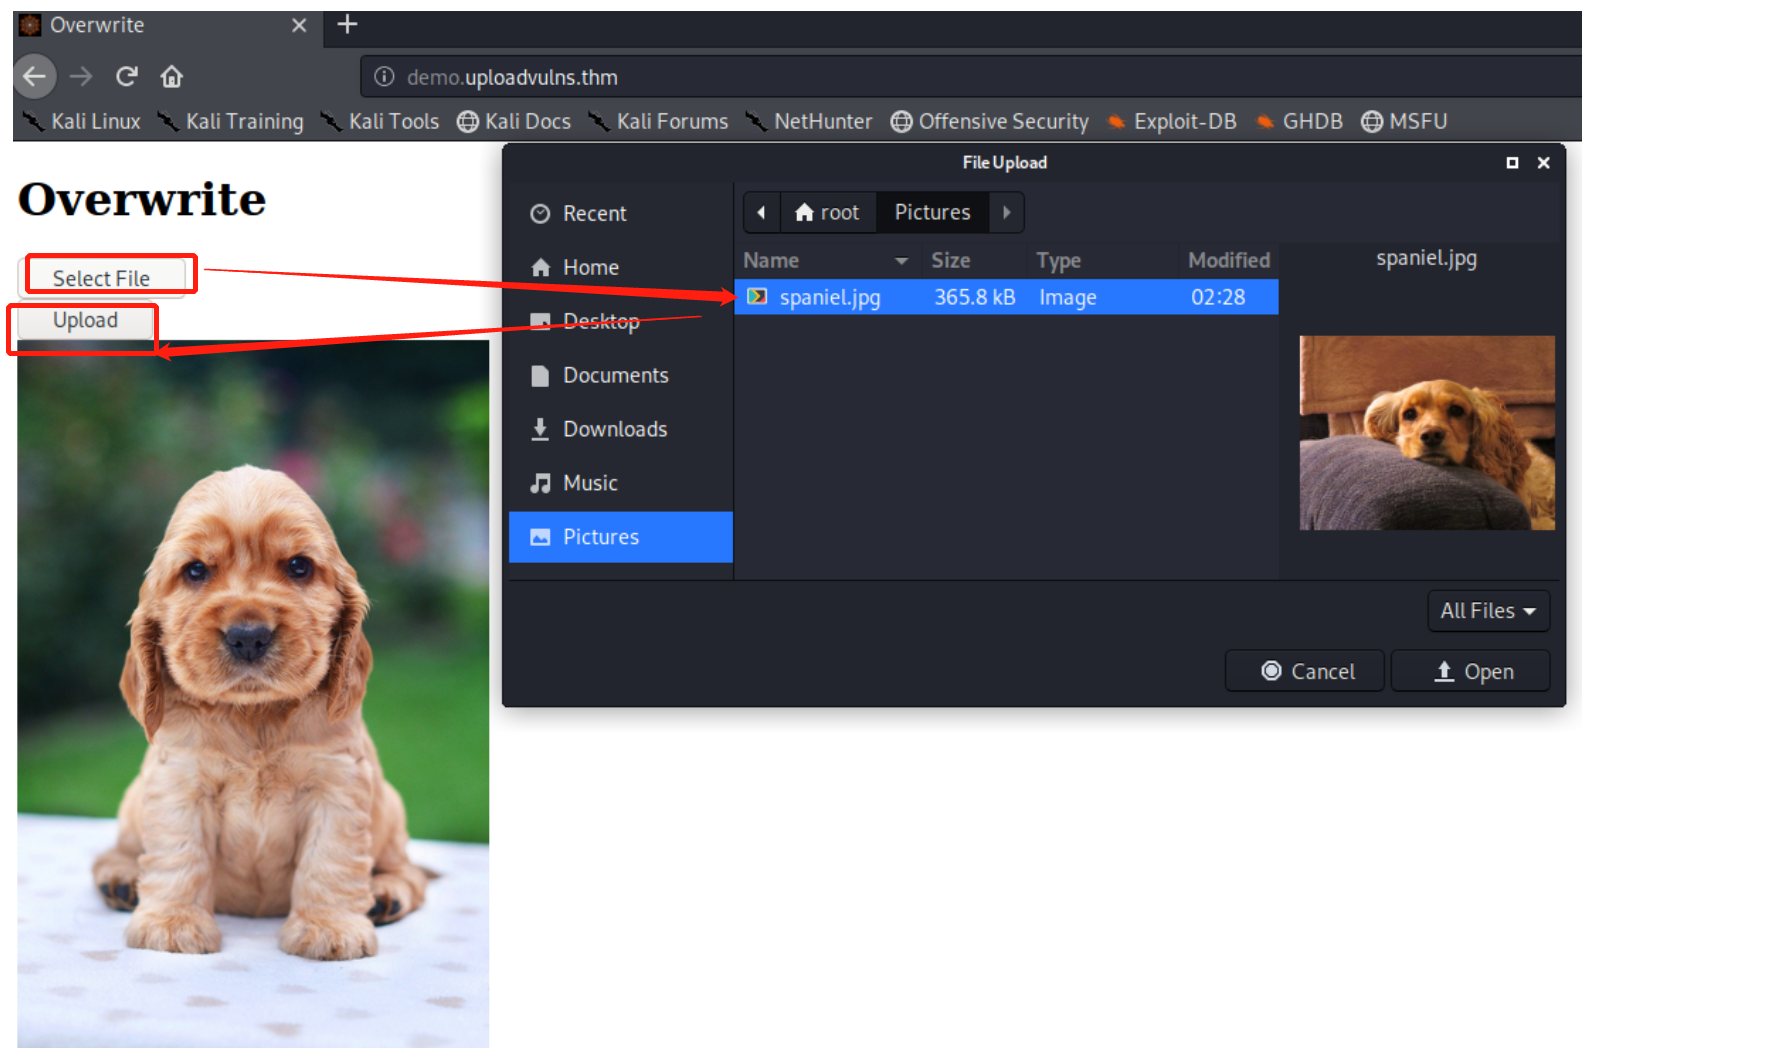 Overwrite
demo.uploadvulns.thm
Kali Linux Kali Training Kali Tools Kali Docs Kali Forums NetHunter Offensive Security Exploit-DB GHDB MSFU
Overwrite
Select File
Upload
File Upload
Recent
Home
Desktop
Documents
Downloads
Music
Pictures
root Pictures
Name Size Type Modified
spaniel.jpg 365.8 kB Image 02:28
spaniel.jpg
All Files
Cancel Open